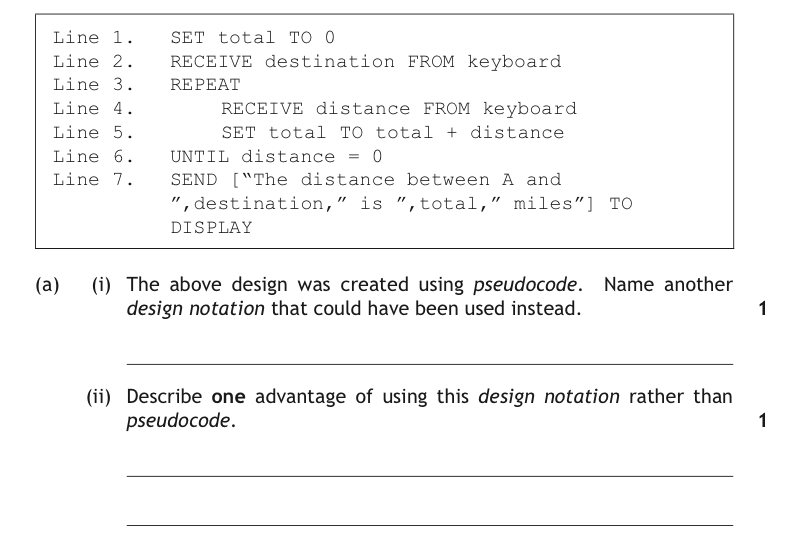 Line 1. SET total TO 0
Line 2. RECEIVE destination FROM keyboard
Line 3. REPEAT
Line 4. RECEIVE distance FROM keyboard
Line 5. SET total TO total + distance
Line 6. UNTIL distance = 0
Line 7. SEND [“The distance between A and
”,destination,” is ”,total,” miles”] TO
DISPLAY
(a) (i) The above design was created using pseudocode. Name another
design notation that could have been used instead. 1
(ii) Describe one advantage of using this design notation rather than
pseudocode. 1